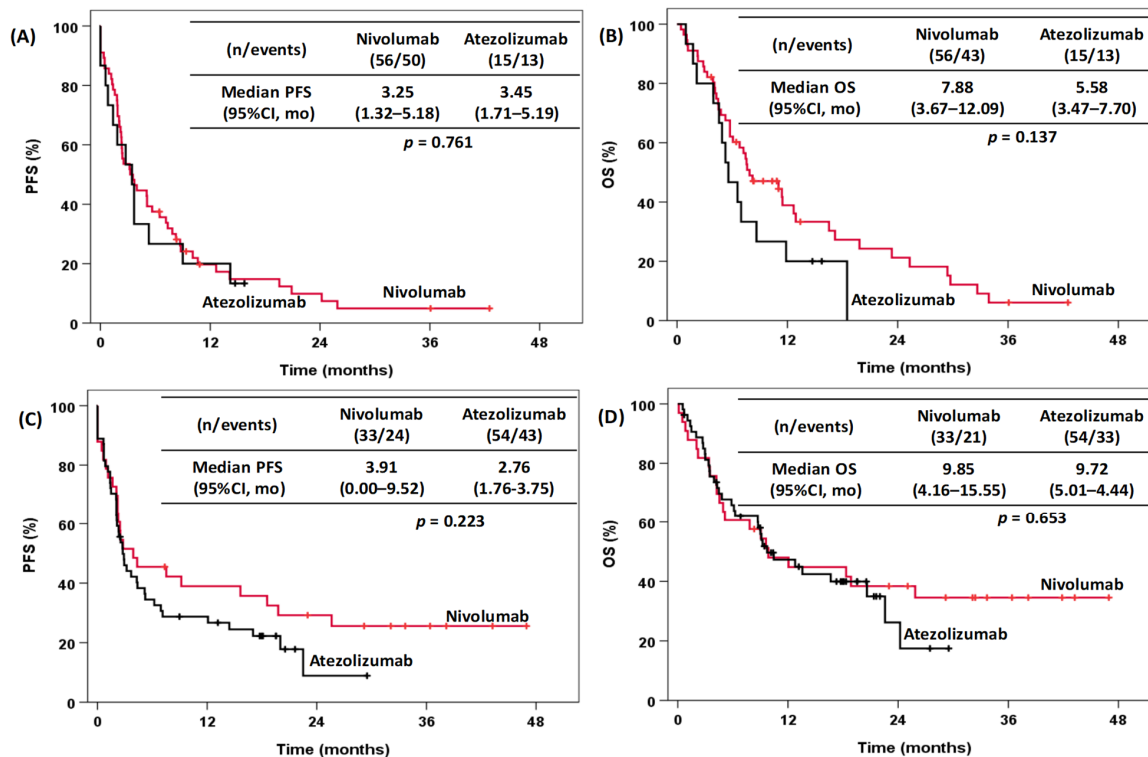 (A)
(n/events)
Nivolumab
(56/50)
Atezolizumab
(15/13)
Median PFS
(95%CI, mo)
3.25
(1.32–5.18)
3.45
(1.71–5.19)
p = 0.761
PFS (%)
100
80
60
40
20
0
Atezolizumab
Nivolumab
0 12 24 36 48
Time (months)
(B)
(n/events)
Nivolumab
(56/43)
Atezolizumab
(15/13)
Median OS
(95%CI, mo)
7.88
(3.67–12.09)
5.58
(3.47–7.70)
p = 0.137
OS (%)
100
80
60
40
20
0
Atezolizumab
Nivolumab
0 12 24 36 48
Time (months)
(C)
(n/events)
Nivolumab
(33/24)
Atezolizumab
(54/43)
Median PFS
(95%CI, mo)
3.91
(0.00–9.52)
2.76
(1.76-3.75)
p = 0.223
PFS (%)
100
80
60
40
20
0
Nivolumab
Atezolizumab
0 12 24 36 48
Time (months)
(D)
(n/events)
Nivolumab
(33/21)
Atezolizumab
(54/33)
Median OS
(95%CI, mo)
9.85
(4.16–15.55)
9.72
(5.01–4.44)
p = 0.653
OS (%)
100
80
60
40
20
0
Nivolumab
Atezolizumab
0 12 24 36 48
Time (months)